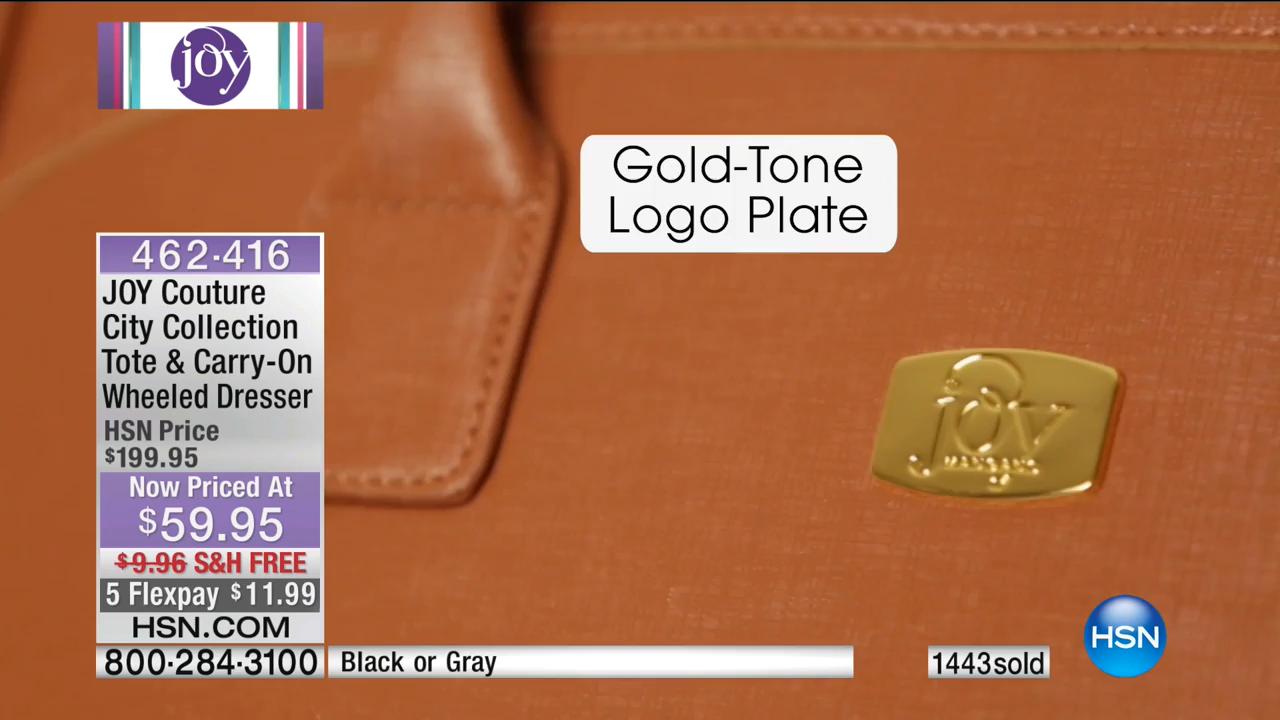 joy
Gold-Tone
Logo Plate
462·416
JOY Couture
City Collection
Tote & Carry-On
Wheeled Dresser
HSN Price
$199.95
Now Priced At
$59.95
$9.96 S&H FREE
5 Flexpay $11.99
HSN.COM
800·284·3100
Black or Gray
1443sold
joy
MANGANO
HSN